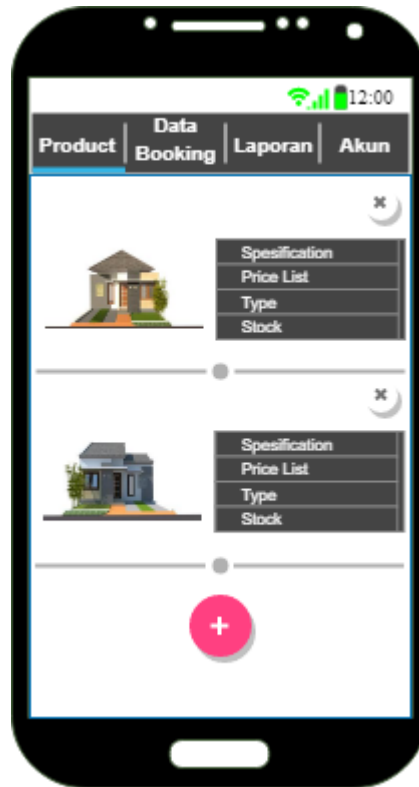 12:00
Product
Data
Booking
Laporan
Akun
Spesification
Price List
Type
Stock
Spesification
Price List
Type
Stock
+